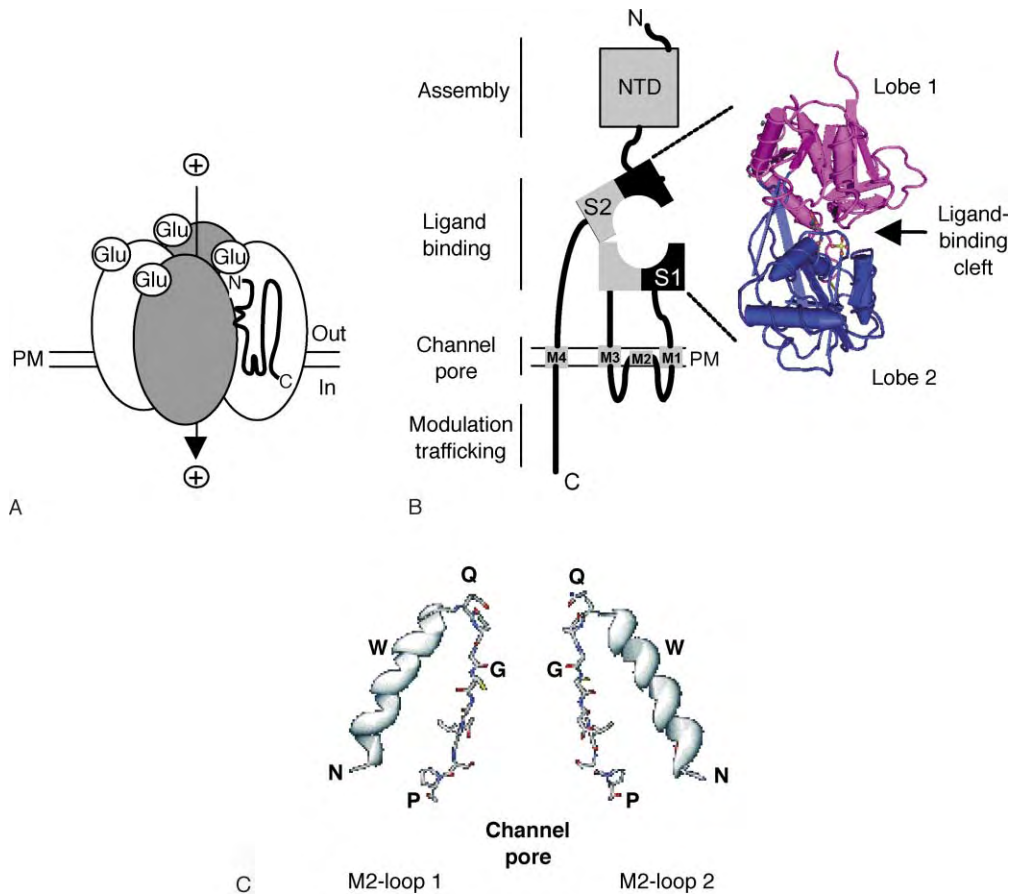 +
Glu
Glu
Glu
Glu
N
C
PM
Out
In
+
A
Assembly
Ligand
binding
Channel
pore
Modulation
trafficking
N
NTD
S2
S1
M4 M3 M2 M1 PM
C
B
Lobe 1
Ligand-
binding
cleft
Lobe 2
Q Q
W W
G G
N N
P P
Channel
pore
C M2-loop 1 M2-loop 2